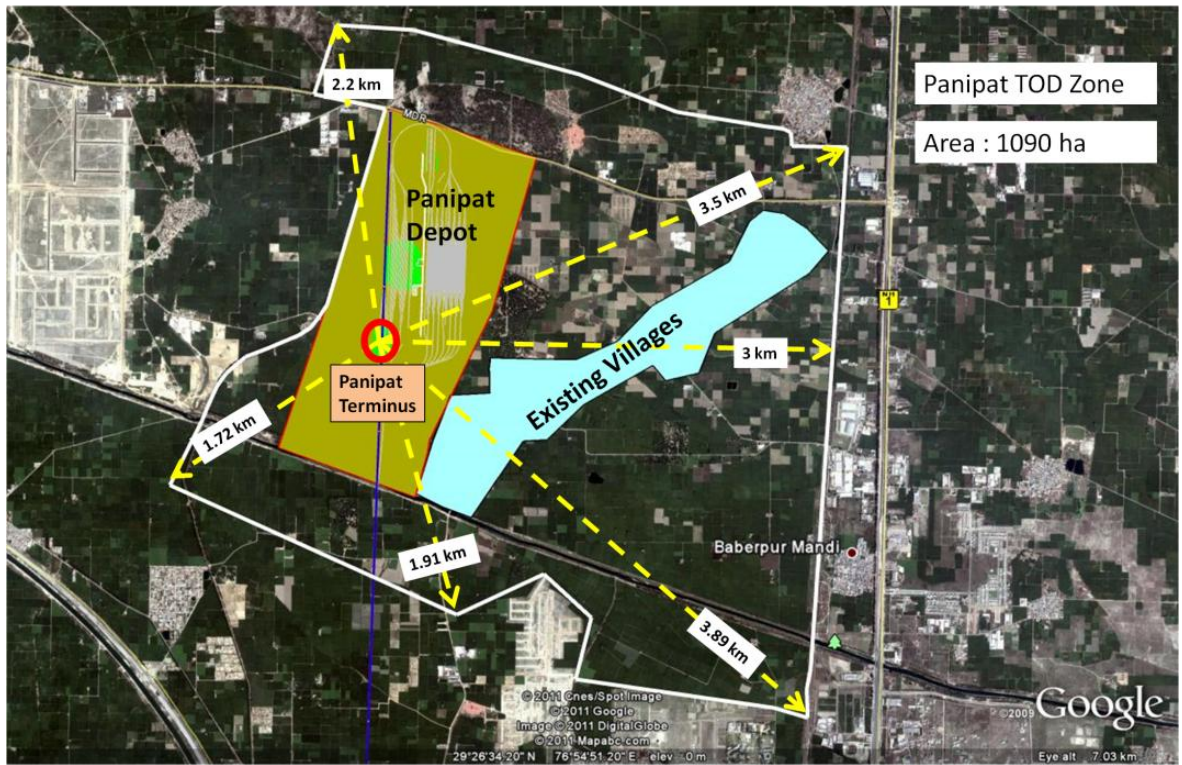 Panipat TOD Zone
Area : 1090 ha
2.2 km
MDR
Panipat
Depot
3.5 km
NH
1
Existing Villages
3 km
Panipat
Terminus
1.72 km
1.91 km
Baberpur Mandi
3.89 km
© 2011 Cnes/Spot Image
© 2011 Google
Image © 2011 DigitalGlobe
© 2011 Mapabc.com
©2009 Google
29°26'34.20" N 76°54'51.20" E elev 0 m
Eye alt 7.03 km